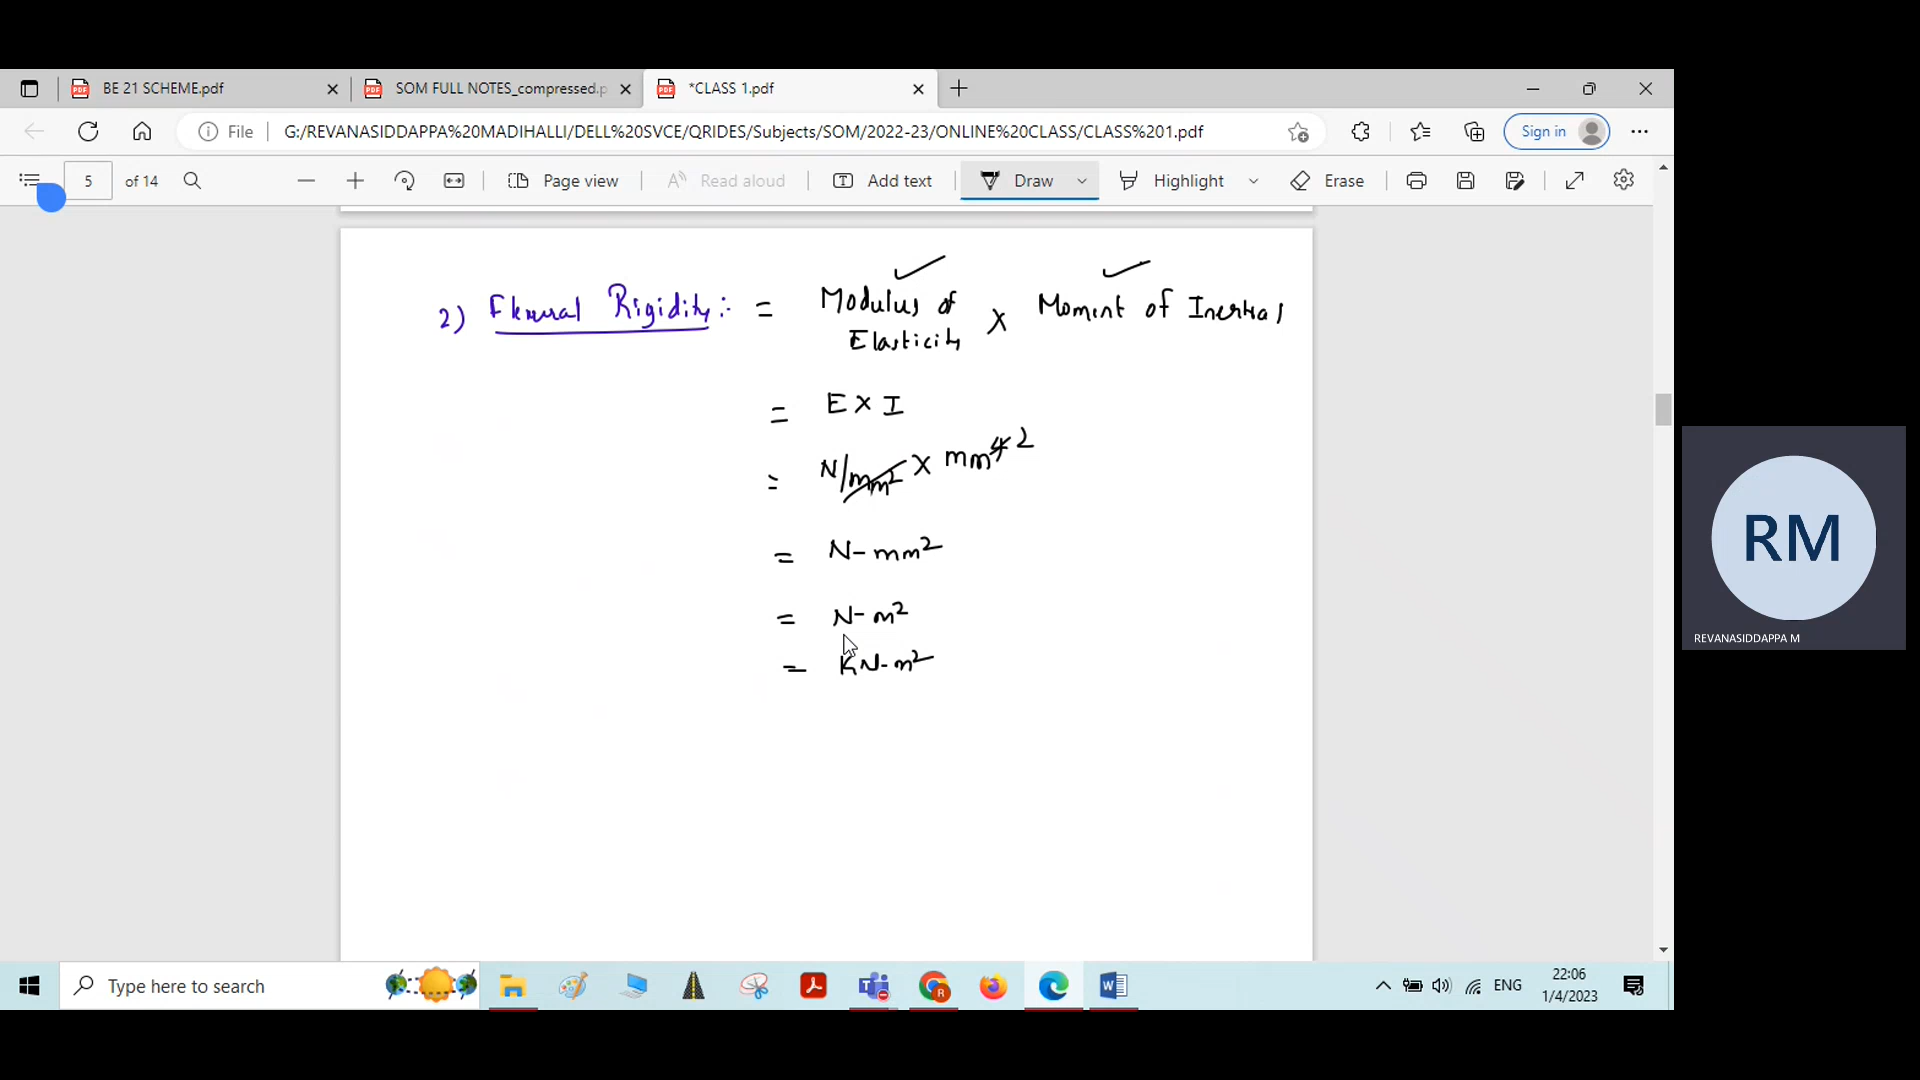 BE 21 SCHEME.pdf
SOM FULL NOTES_compressed.p
*CLASS 1.pdf
File
G:/REVANASIDDAPPA%20MADIHALLI/DELL%20SVCE/QRIDES/Subjects/SOM/2022-23/ONLINE%20CLASS/CLASS%201.pdf
Sign in
5 of 14
Page view
Read aloud
Add text
Draw
Highlight
Erase
2) Flexural Rigidity :- = Modulus of Elasticity X Moment of Inertia
= E X I
= N/mm² X mm⁴ 2
= N-mm²
= N-m²
= KN-m²
RM
REVANASIDDAPPA M
Type here to search
ENG
22:06
1/4/2023